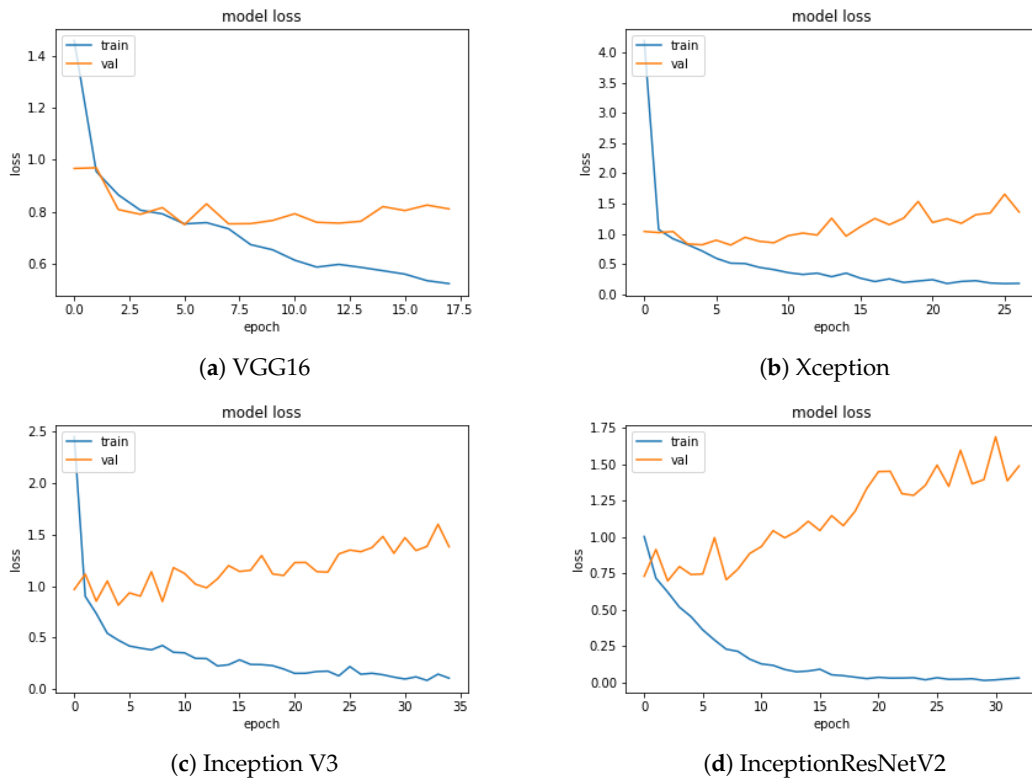 model loss
train
val
1.4
1.2
1.0
0.8
0.6
loss
0.0
2.5
5.0
7.5
10.0
12.5
15.0
17.5
epoch
(a) VGG16
model loss
train
val
4.0
3.5
3.0
2.5
2.0
1.5
1.0
0.5
0.0
loss
0
5
10
15
20
25
epoch
(b) Xception
model loss
train
val
2.5
2.0
1.5
1.0
0.5
0.0
loss
0
5
10
15
20
25
30
35
epoch
(c) Inception V3
model loss
train
val
1.75
1.50
1.25
1.00
0.75
0.50
0.25
0.00
loss
0
5
10
15
20
25
30
epoch
(d) InceptionResNetV2